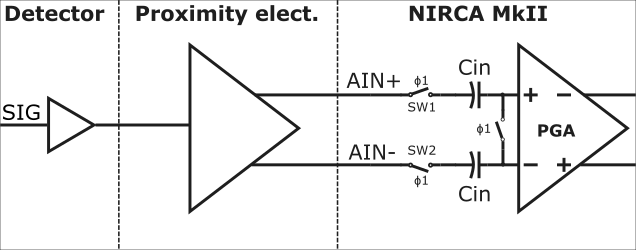 Detector Proximity elect. NIRCA MkII
SIG
AIN+ ϕ1 Cin
SW1
+ −
ϕ1 PGA
AIN- SW2
− +
ϕ1 Cin